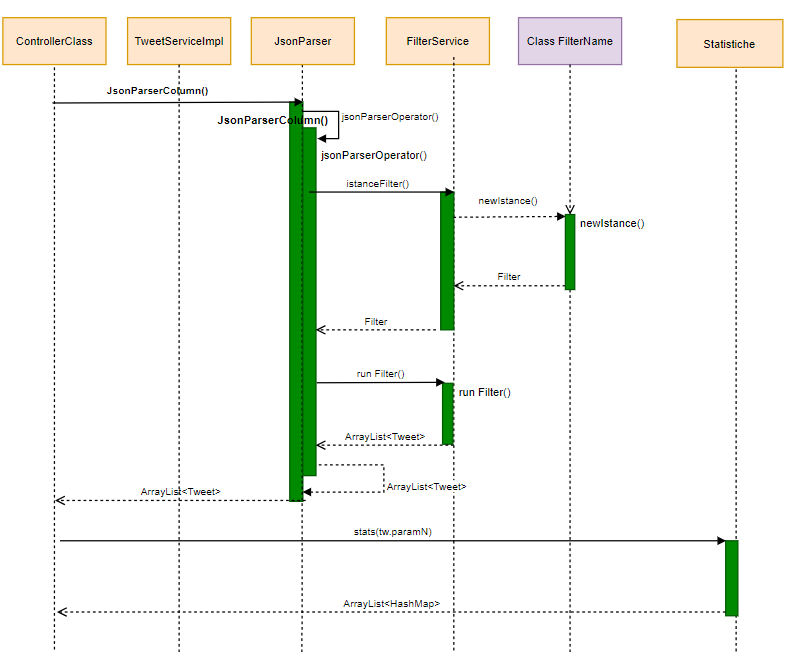 ControllerClass
TweetServiceImpl
JsonParser
FilterService
Class FilterName
Statistiche
JsonParserColumn()
JsonParserColumn()
jsonParserOperator()
jsonParserOperator()
istanceFilter()
newIstance()
newIstance()
Filter
Filter
run Filter()
run Filter()
ArrayList<Tweet>
ArrayList<Tweet>
ArrayList<Tweet>
stats(tw.paramN)
ArrayList<HashMap>